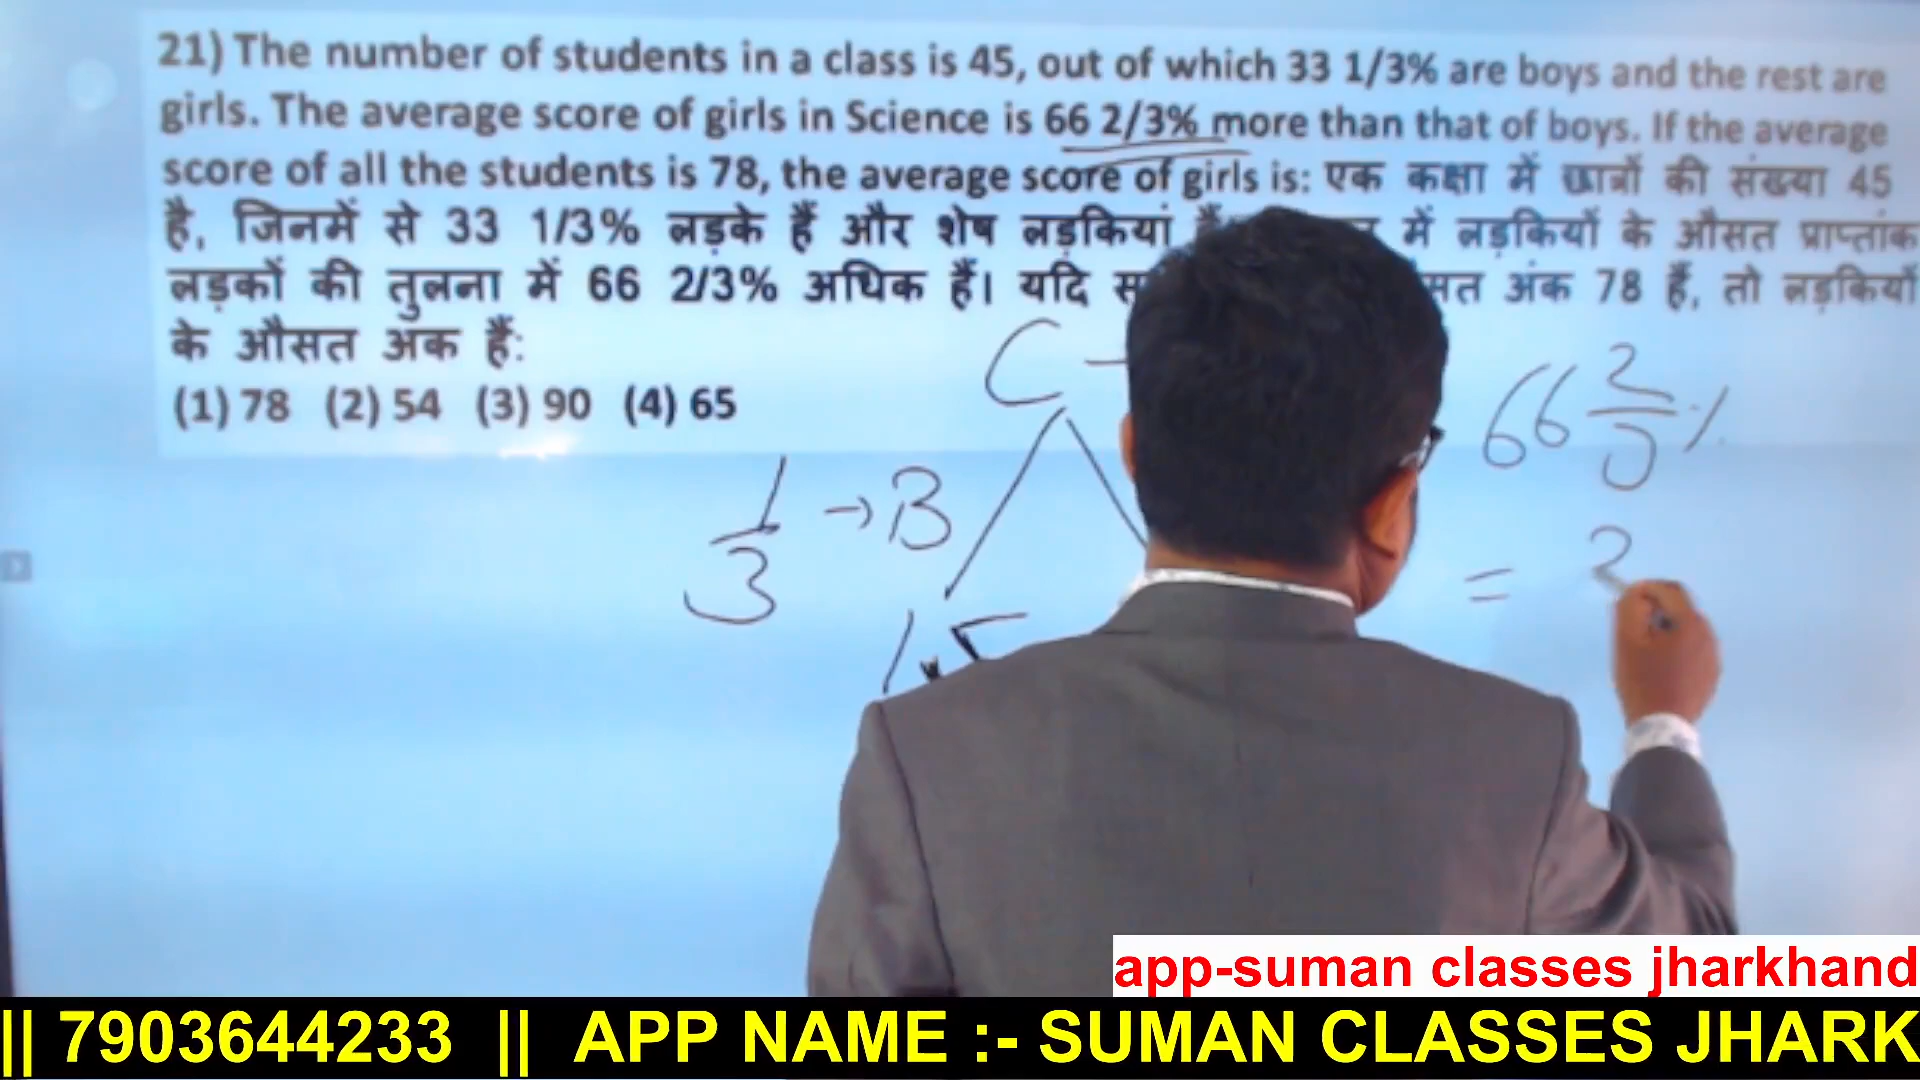 21) The number of students in a class is 45, out of which 33 1/3% are boys and the rest are
girls. The average score of girls in Science is 66 2/3% more than that of boys. If the average
score of all the students is 78, the average score of girls is: एक कक्षा में छात्रों की संख्या 45
है, जिनमें से 33 1/3% लड़के हैं और शेष लड़कियां में लड़कियों के औसत प्राप्तांक
लड़कों की तुलना में 66 2/3% अधिक हैं। यदि अंक 78 हैं, तो लड़कियों
के औसत अंक हैं:
(1) 78 (2) 54 (3) 90 (4) 65
C -
66 2/3 %
1/3 → B
= 2
15
app-suman classes jharkhand
|| 7903644233 || APP NAME :- SUMAN CLASSES JHARK